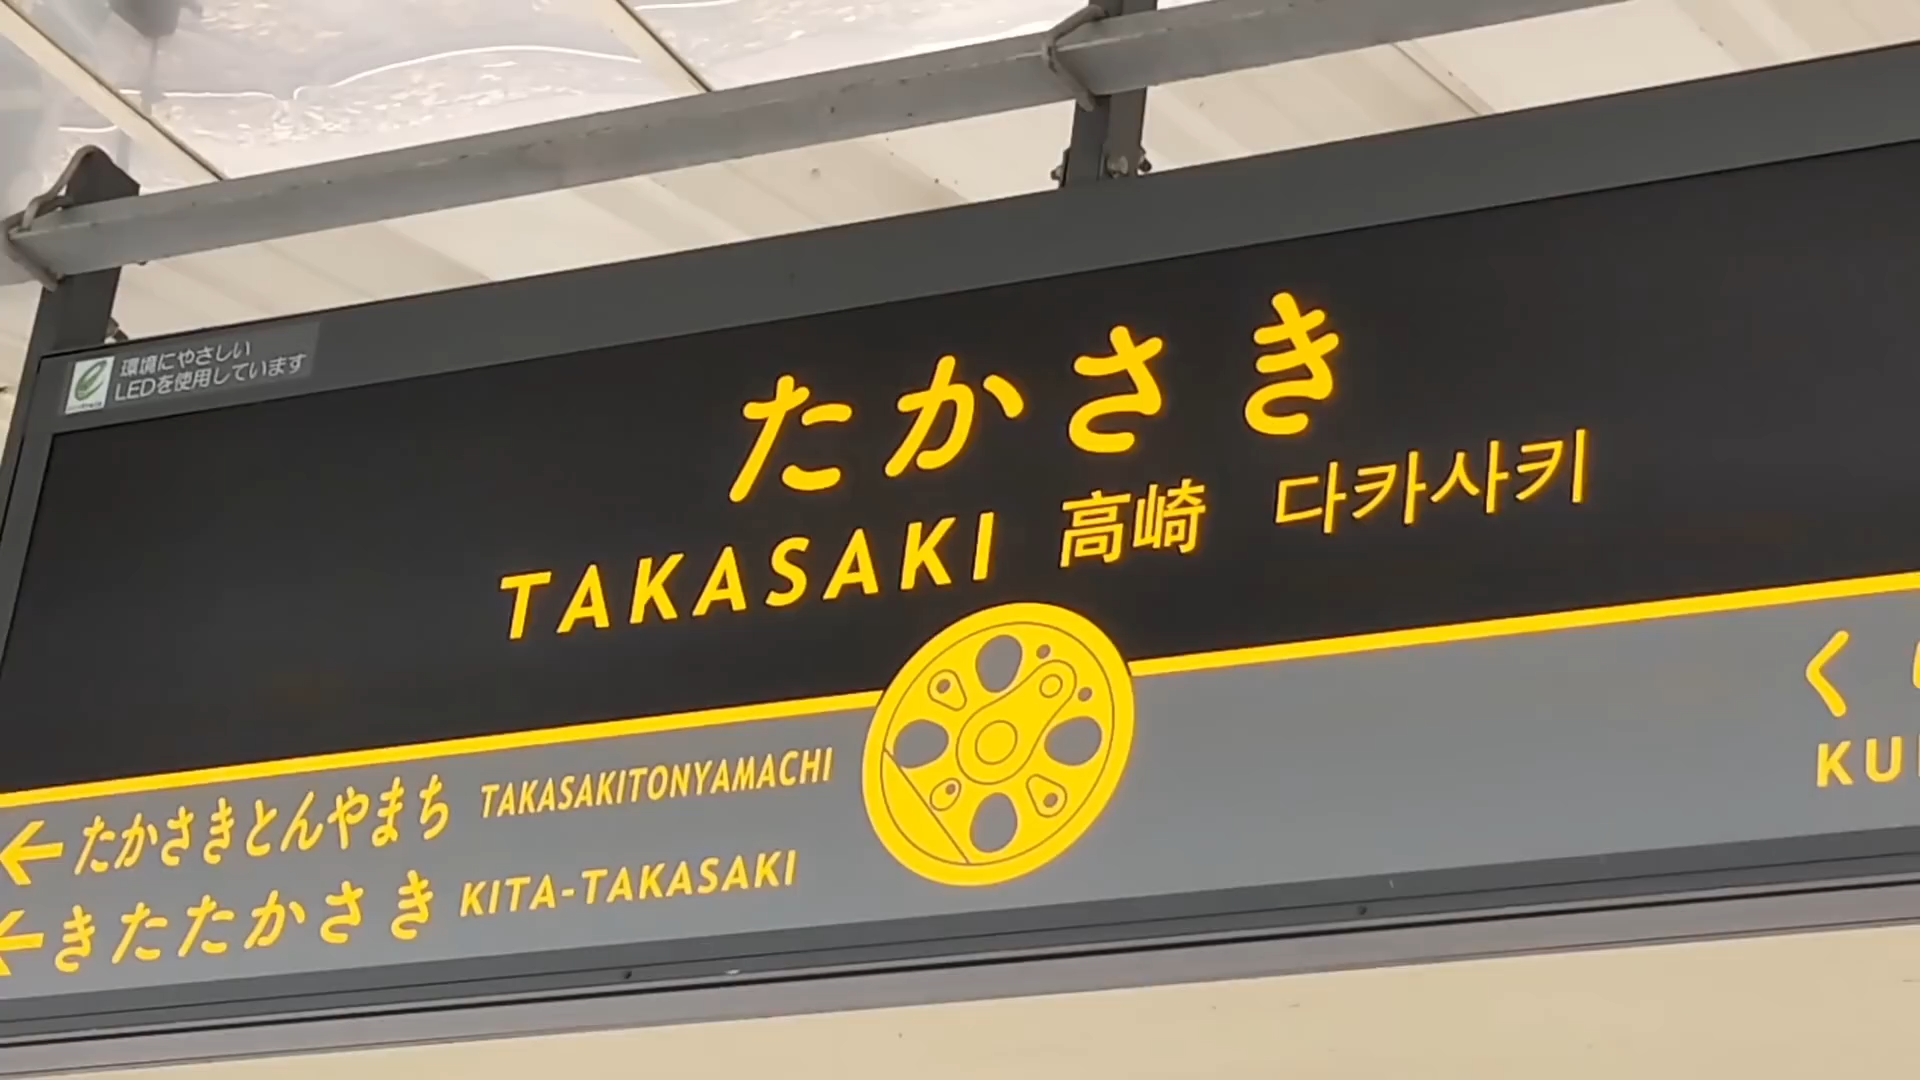 環境にやさしい
LEDを使用しています
たかさき
TAKASAKI 高崎 다카사키
←たかさきとんやまち TAKASAKITONYAMACHI
←きたたかさき KITA-TAKASAKI
く
KU